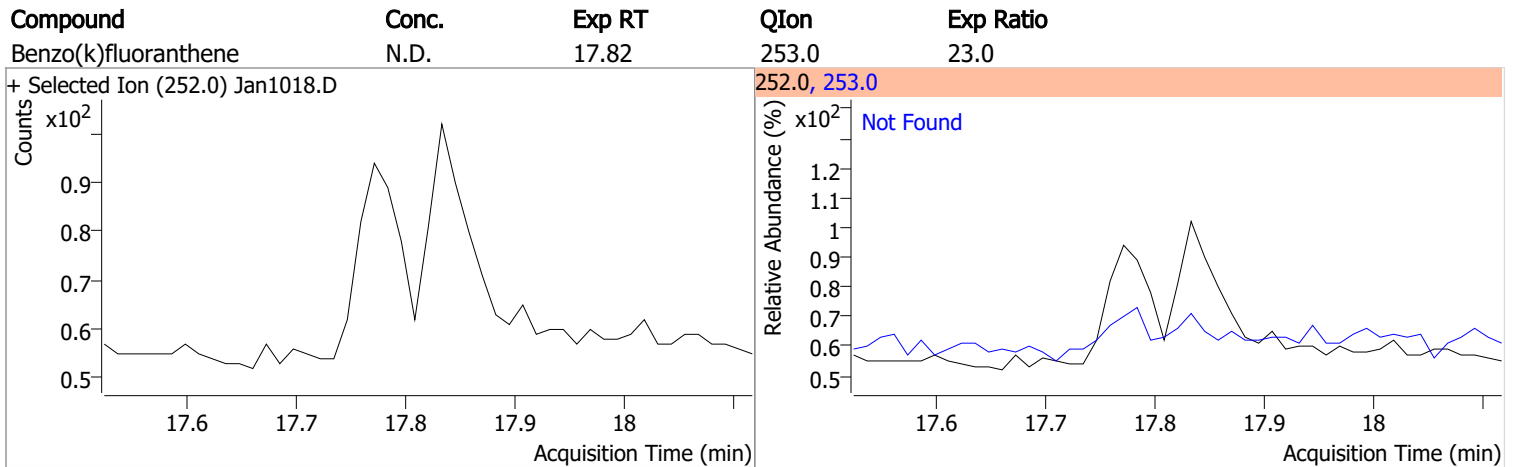 Compound Conc. Exp RT QIon Exp Ratio
Benzo(k)fluoranthene N.D. 17.82 253.0 23.0
+ Selected Ion (252.0) Jan1018.D
Counts
x10²
0.9
0.8
0.7
0.6
0.5
17.6 17.7 17.8 17.9 18
Acquisition Time (min)
252.0, 253.0
Relative Abundance (%)
x10²
Not Found
1.2
1.1
1
0.9
0.8
0.7
0.6
0.5
17.6 17.7 17.8 17.9 18
Acquisition Time (min)